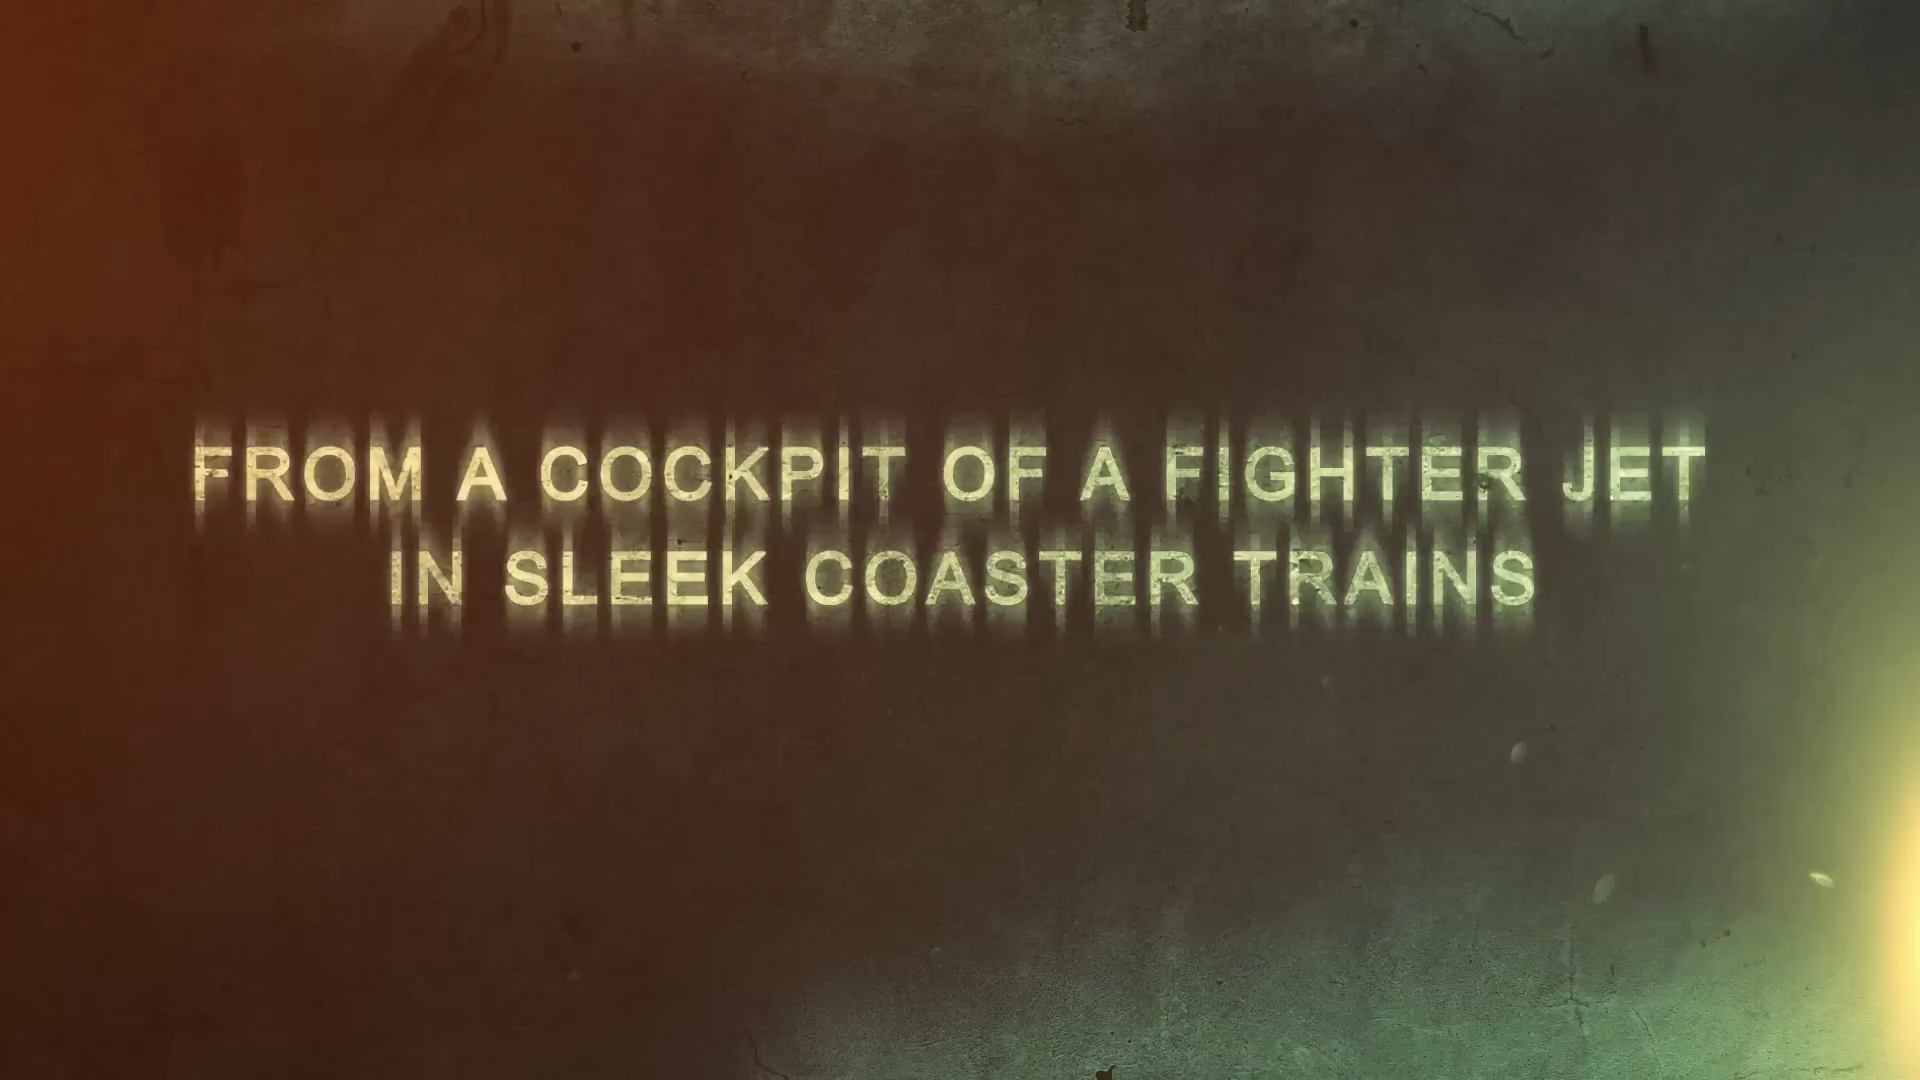 FROM A COCKPIT OF A FIGHTER JET
IN SLEEK COASTER TRAINS